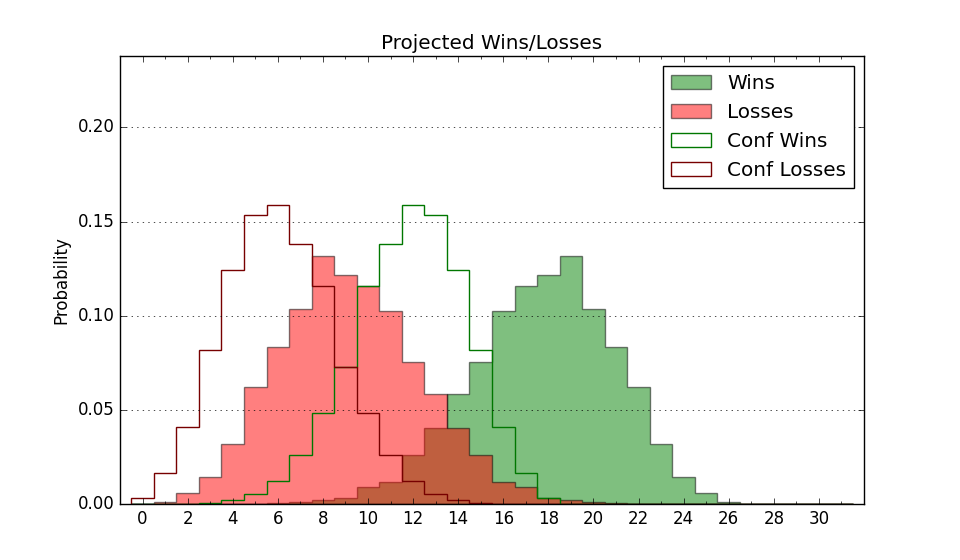 Projected Wins/Losses
Wins
Losses
Conf Wins
Conf Losses
Probability
0.20
0.15
0.10
0.05
0.00
0 2 4 6 8 10 12 14 16 18 20 22 24 26 28 30